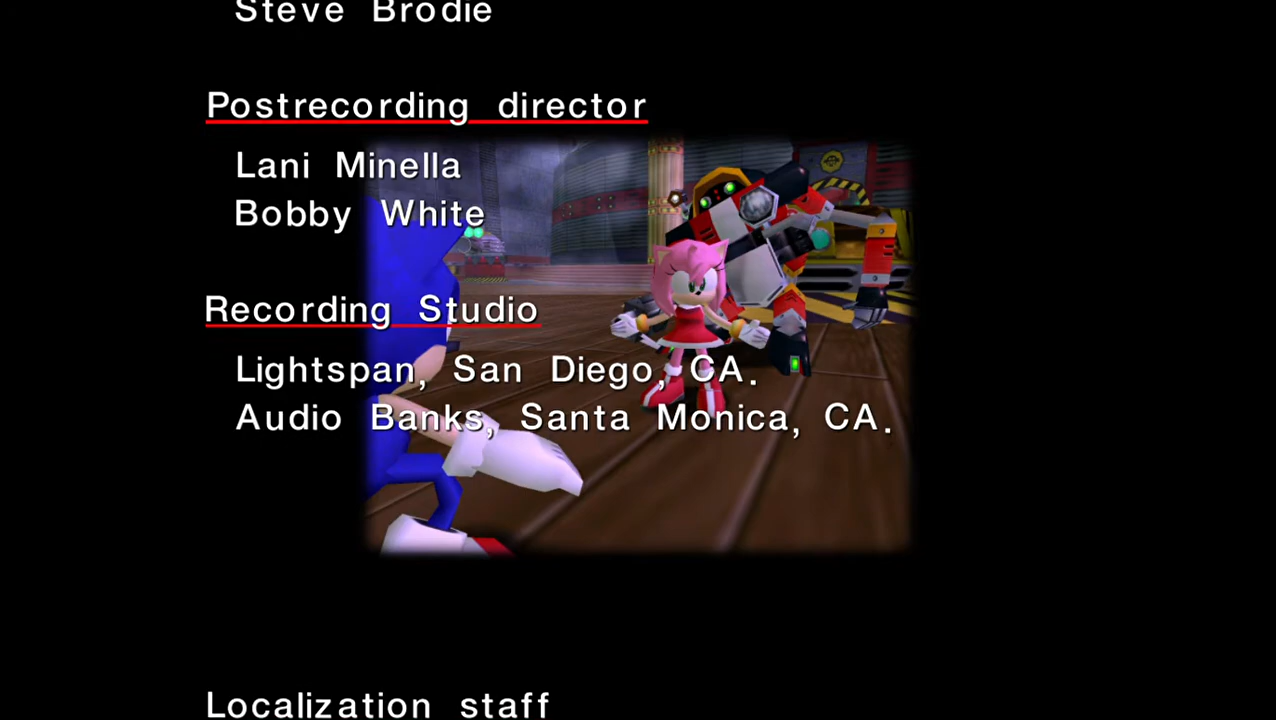 Steve Brodie
Postrecording director
Lani Minella
Bobby White
Recording Studio
Lightspan, San Diego, CA.
Audio Banks, Santa Monica, CA.
Localization staff